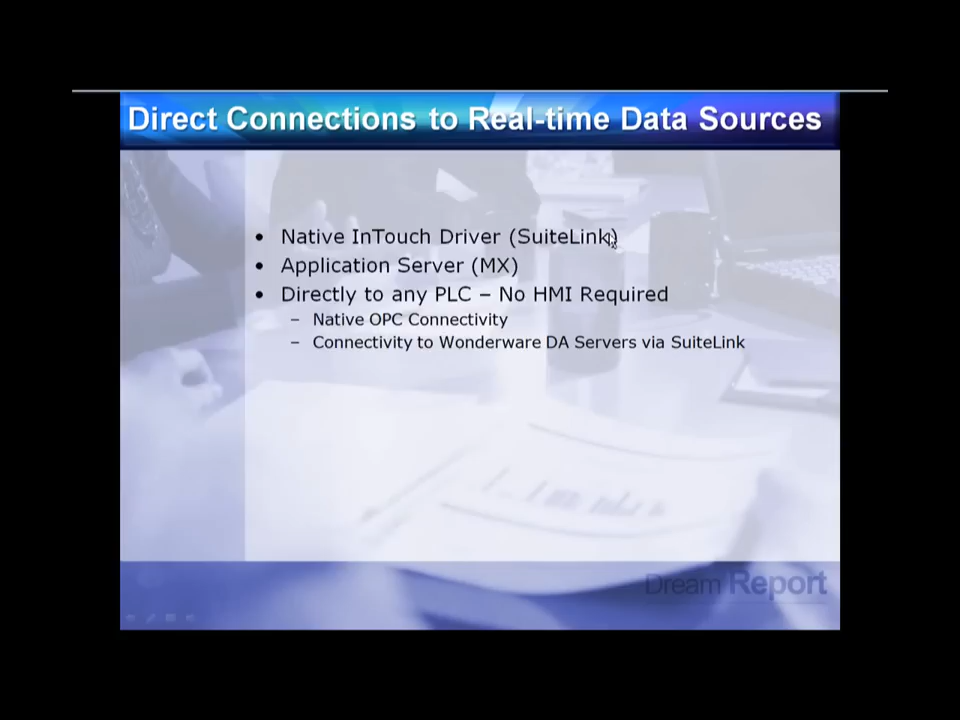 Direct Connections to Real-time Data Sources
• Native InTouch Driver (SuiteLink)
• Application Server (MX)
• Directly to any PLC – No HMI Required
– Native OPC Connectivity
– Connectivity to Wonderware DA Servers via SuiteLink
Dream Report